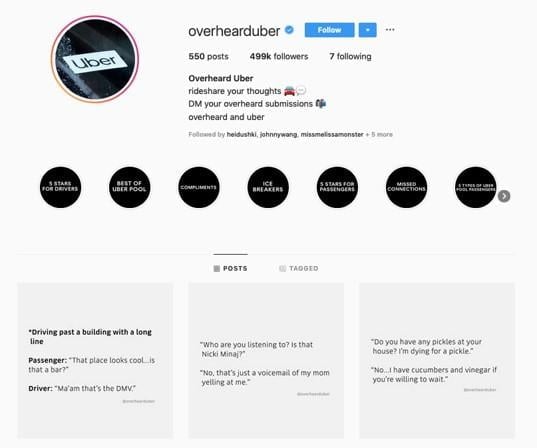 Uber
overhearduber
Follow
550 posts 499k followers 7 following
Overheard Uber
rideshare your thoughts
DM your overheard submissions
overheard and uber
Followed by heidushki, johnnywang, missmelissamonster + 5 more
5 STARS
FOR DRIVERS
BEST OF
UBER POOL
COMPLIMENTS
ICE
BREAKERS
5 STARS FOR
PASSENGERS
MISSED
CONNECTIONS
5 TYPES OF UBER
POOL PASSENGERS
POSTS TAGGED
*Driving past a building with a long
line
Passenger: "That place looks cool...is
that a bar?"
Driver: "Ma'am that's the DMV."
@overhearduber
"Who are you listening to? Is that
Nicki Minaj?"
"No, that's just a voicemail of my mom
yelling at me."
@overhearduber
"Do you have any pickles at your
house? I'm dying for a pickle."
"No...I have cucumbers and vinegar if
you're willing to wait."
@overhearduber